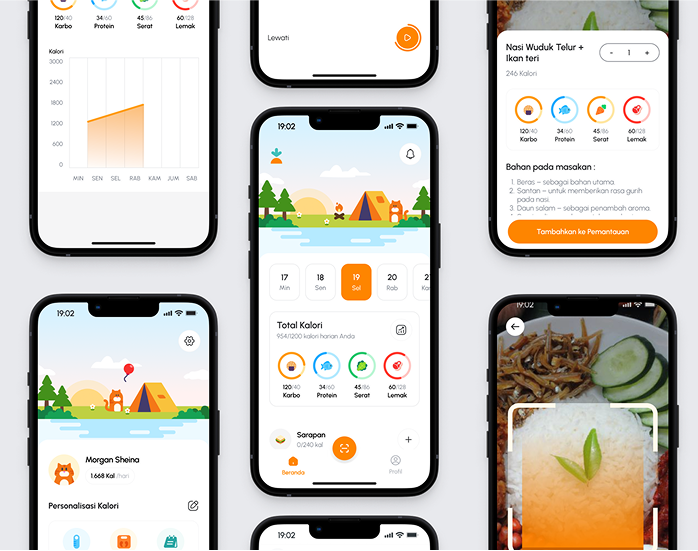 120/40
Karbo
34/60
Protein
45/86
Serat
60/128
Lemak
Kalori
3000
2400
1800
1200
600
0
MIN
SEN
SEL
RAB
KAM
JUM
SAB
Lewati
Nasi Wuduk Telur +
Ikan teri
- 1 +
246 Kalori
120/40
Karbo
34/60
Protein
45/86
Serat
60/128
Lemak
Bahan pada masakan :
1. Beras – sebagai bahan utama.
2. Santan – untuk memberikan rasa gurih
pada nasi.
3. Daun salam – sebagai penambah aroma.
Tambahkan ke Pemantauan
19:02
17
Min
18
Sen
19
Sel
20
Rab
Total Kalori
954/1200 kalori harian Anda
120/40
Karbo
34/60
Protein
45/86
Serat
60/128
Lemak
Sarapan
0/240 kal
+
Beranda
Profil
19:02
Morgan Sheina
1.668 Kal /hari
Personalisasi Kalori
19:02
19:02